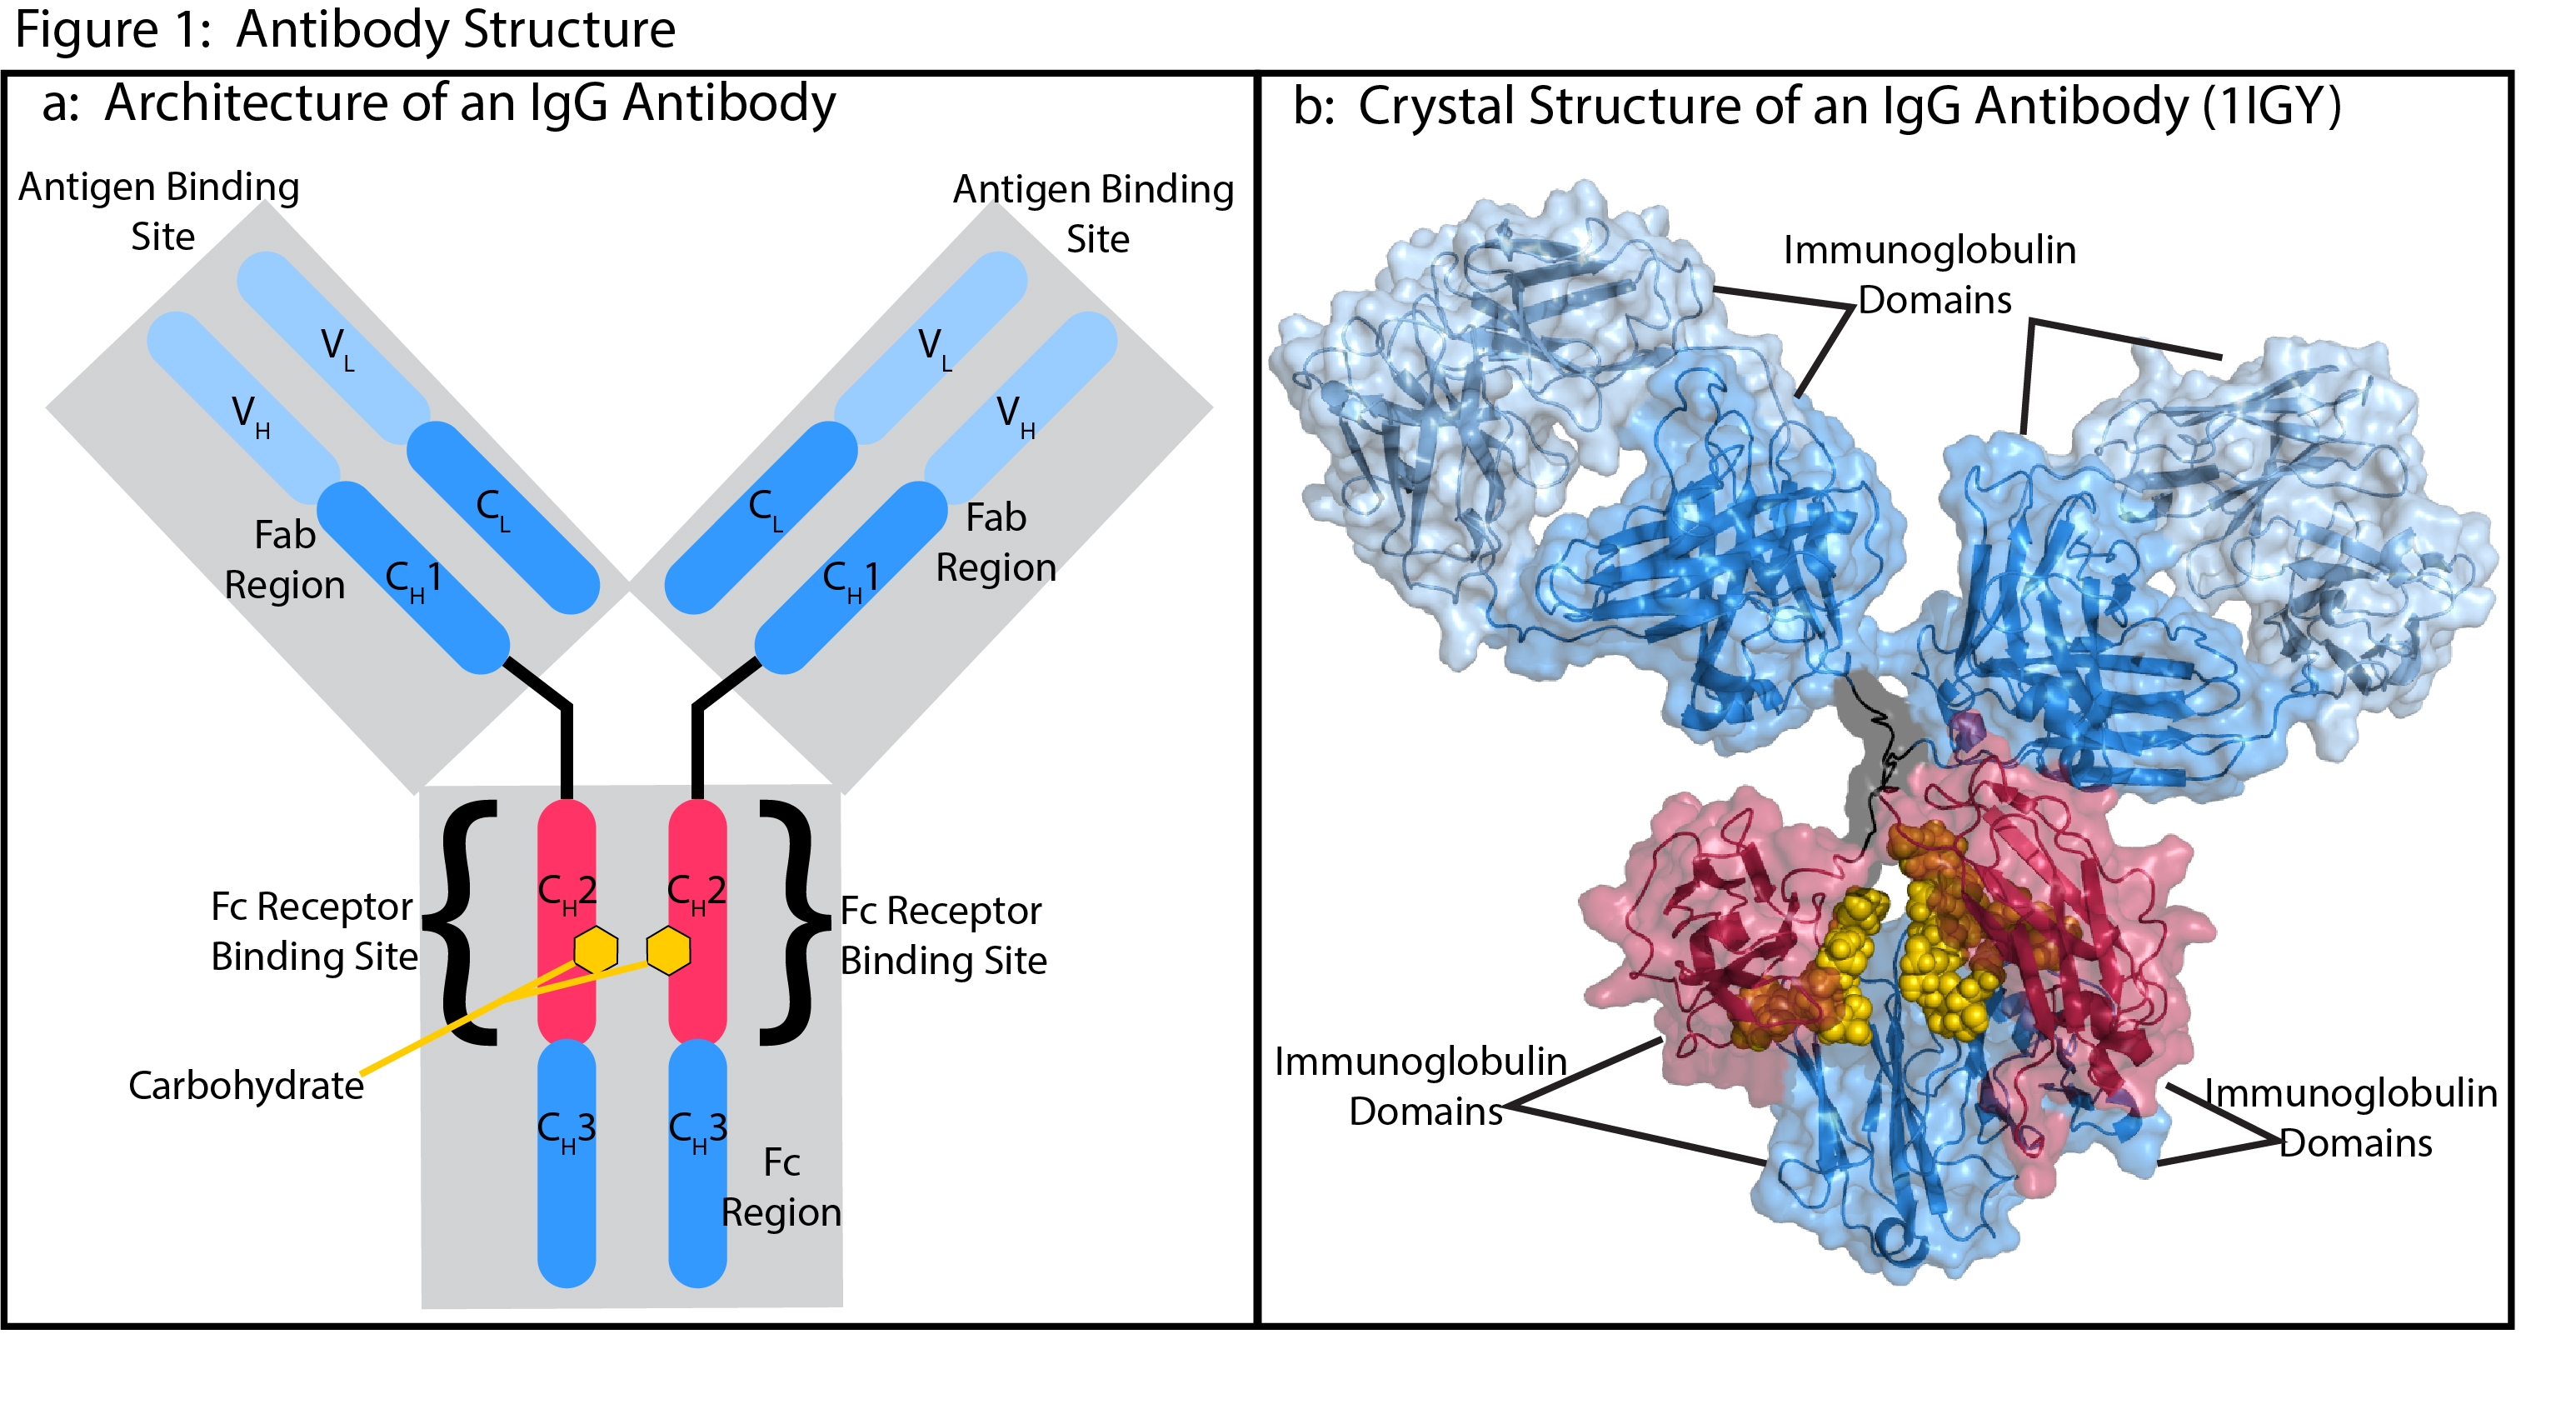 Figure 1:  Antibody Structure
a:  Architecture of an IgG Antibody
Antigen Binding
Site
Antigen Binding
Site
VL
VH
VL
VH
CL
CH1
CL
CH1
Fab
Region
Fab
Region
CH2
CH2
Fc Receptor
Binding Site
Fc Receptor
Binding Site
Carbohydrate
CH3
CH3
Fc
Region
b:  Crystal Structure of an IgG Antibody (1IGY)
Immunoglobulin
Domains
Immunoglobulin
Domains
Immunoglobulin
Domains